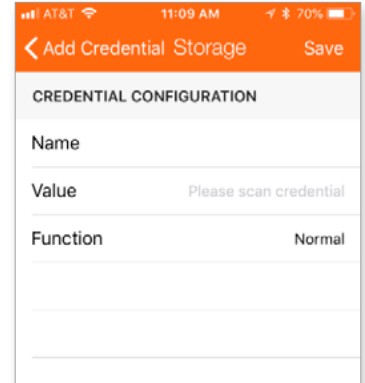 AT&T 11:09 AM 70%
Add Credential Storage Save
CREDENTIAL CONFIGURATION
Name
Value Please scan credential
Function Normal